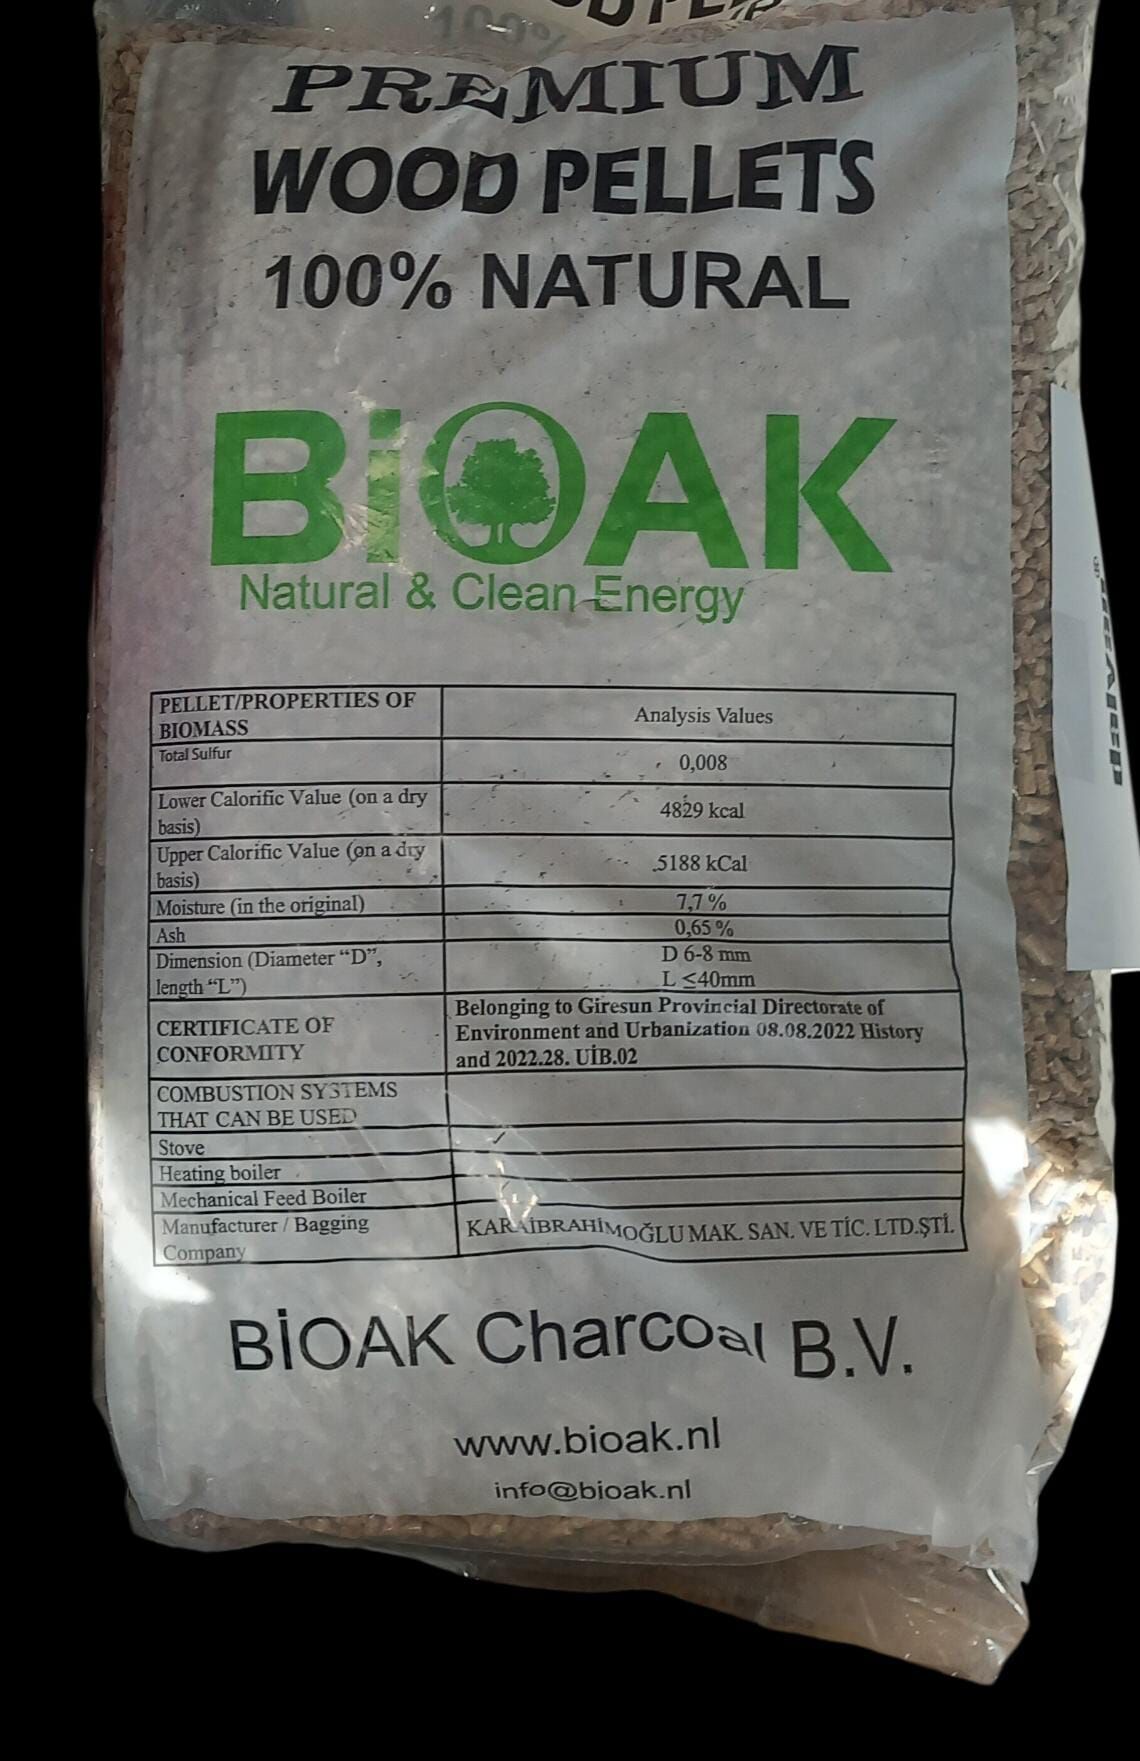 100%
PREMIUM
WOOD PELLETS
100% NATURAL
BiOAK
Natural & Clean Energy
PELLET/PROPERTIES OF
BIOMASS
Analysis Values
Total Sulfur
0,008
Lower Calorific Value (on a dry
basis)
4829 kcal
Upper Calorific Value (on a dry
basis)
5188 kCal
Moisture (in the original)
7,7 %
Ash
0,65 %
Dimension (Diameter “D”,
length “L”)
D 6-8 mm
L ≤40mm
CERTIFICATE OF
CONFORMITY
Belonging to Giresun Provincial Directorate of
Environment and Urbanization 08.08.2022 History
and 2022.28. UİB.02
COMBUSTION SYSTEMS
THAT CAN BE USED
Stove
✓
Heating boiler
Mechanical Feed Boiler
Manufacturer / Bagging
Company
KARAİBRAHİMOĞLU MAK. SAN. VE TİC. LTD.ŞTİ.
BİOAK Charcoal B.V.
www.bioak.nl
info@bioak.nl